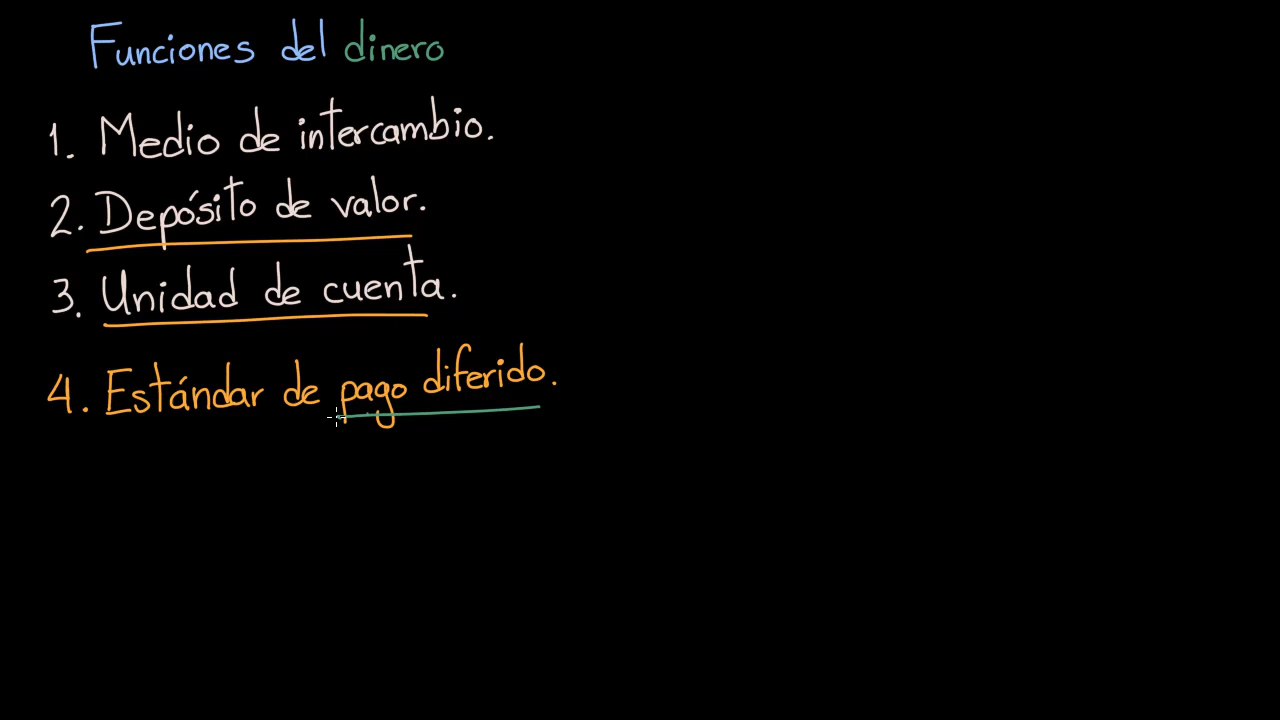 Funciones del dinero
1. Medio de intercambio.
2. Depósito de valor.
3. Unidad de cuenta.
4. Estándar de pago diferido.